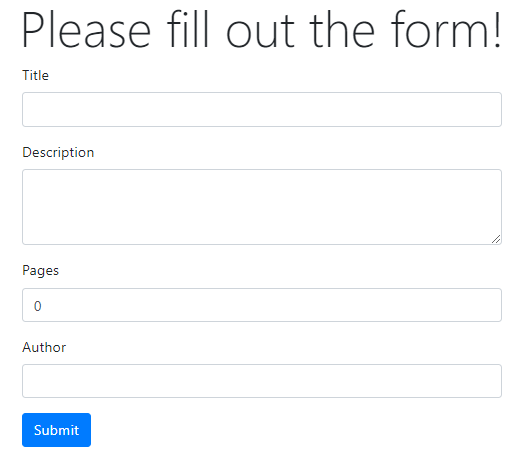 Please fill out the form!
Title
Description
Pages
0
Author
Submit